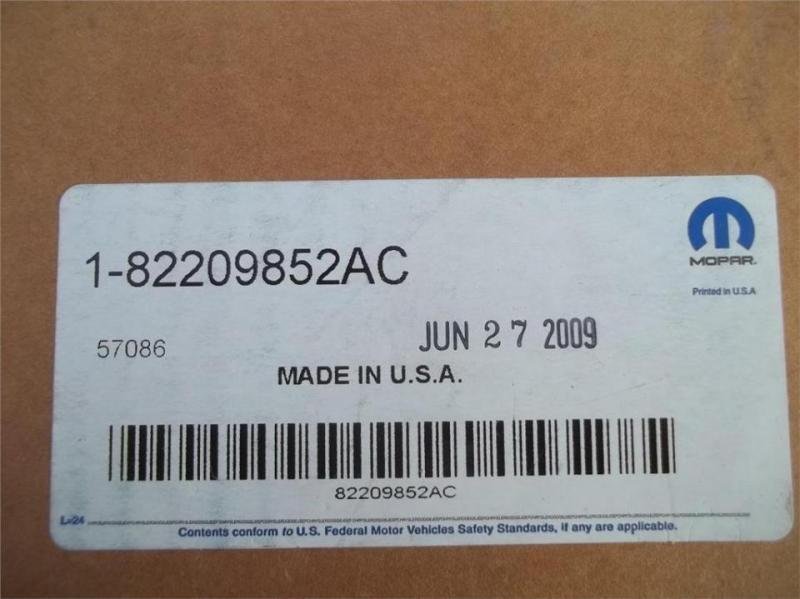 1-82209852AC
MOPAR
Printed in U.S.A
57086
JUN 27 2009
MADE IN U.S.A.
82209852AC
L=24
Contents conform to U.S. Federal Motor Vehicles Safety Standards, if any are applicable.